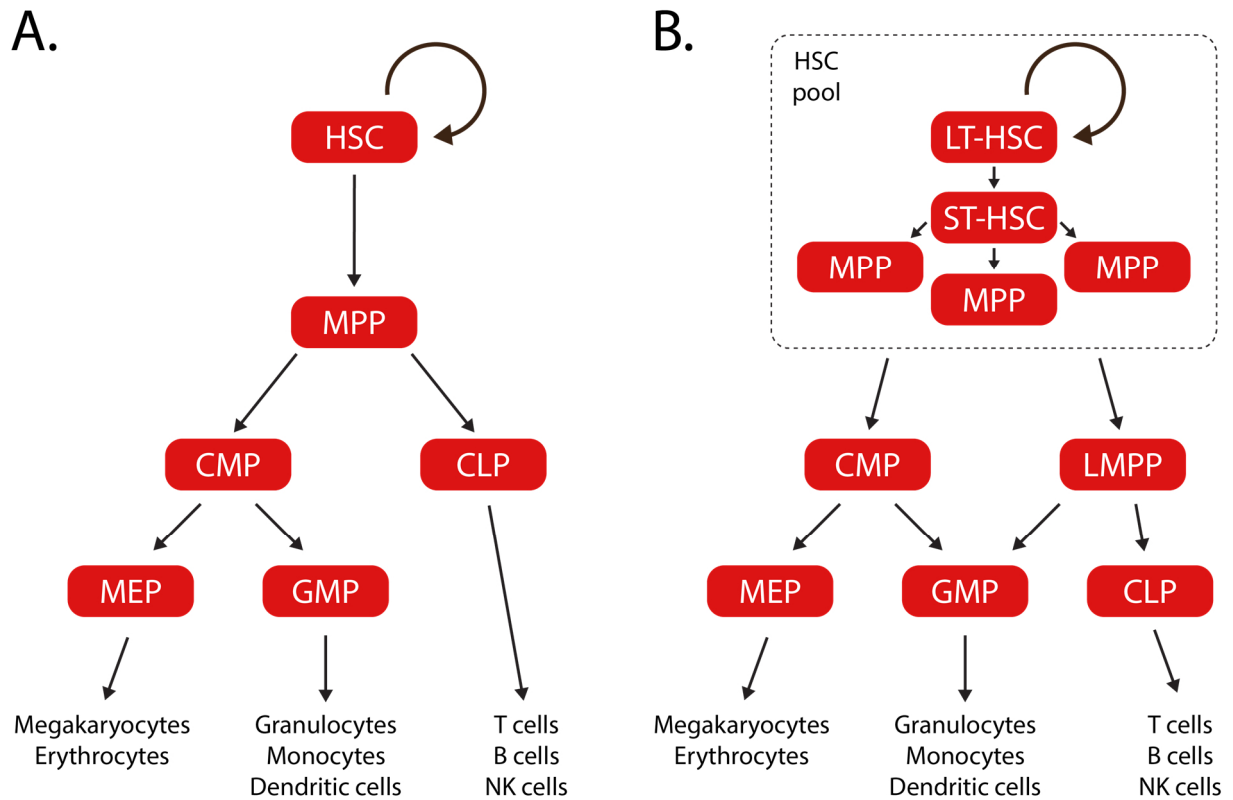 A.
HSC
MPP
CMP
CLP
MEP
GMP
Megakaryocytes
Erythrocytes
Granulocytes
Monocytes
Dendritic cells
T cells
B cells
NK cells
B.
HSC
pool
LT-HSC
ST-HSC
MPP
MPP
MPP
CMP
LMPP
MEP
GMP
CLP
Megakaryocytes
Erythrocytes
Granulocytes
Monocytes
Dendritic cells
T cells
B cells
NK cells